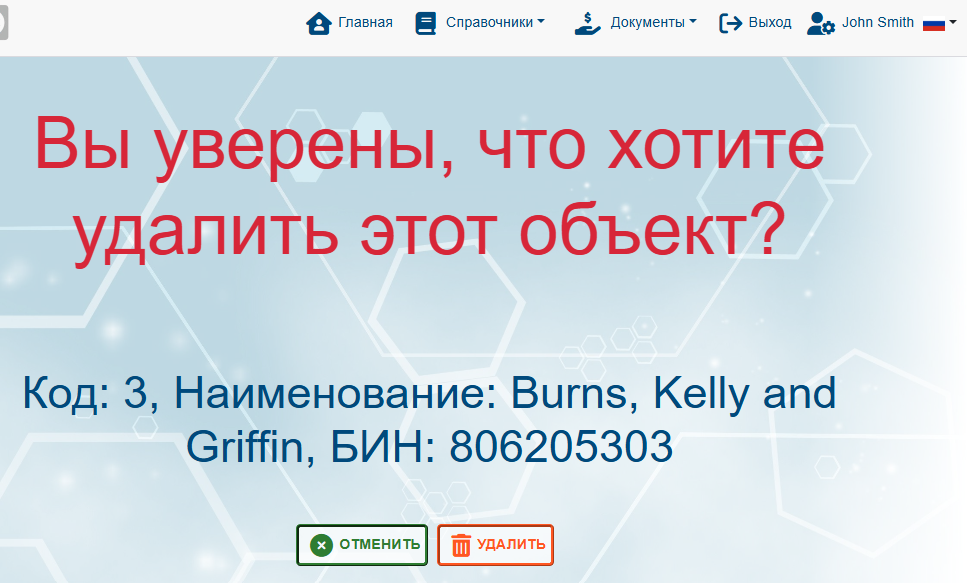 Главная Справочники Документы Выход John Smith
Вы уверены, что хотите
удалить этот объект?
Код: 3, Наименование: Burns, Kelly and
Griffin, БИН: 806205303
ОТМЕНИТЬ УДАЛИТЬ